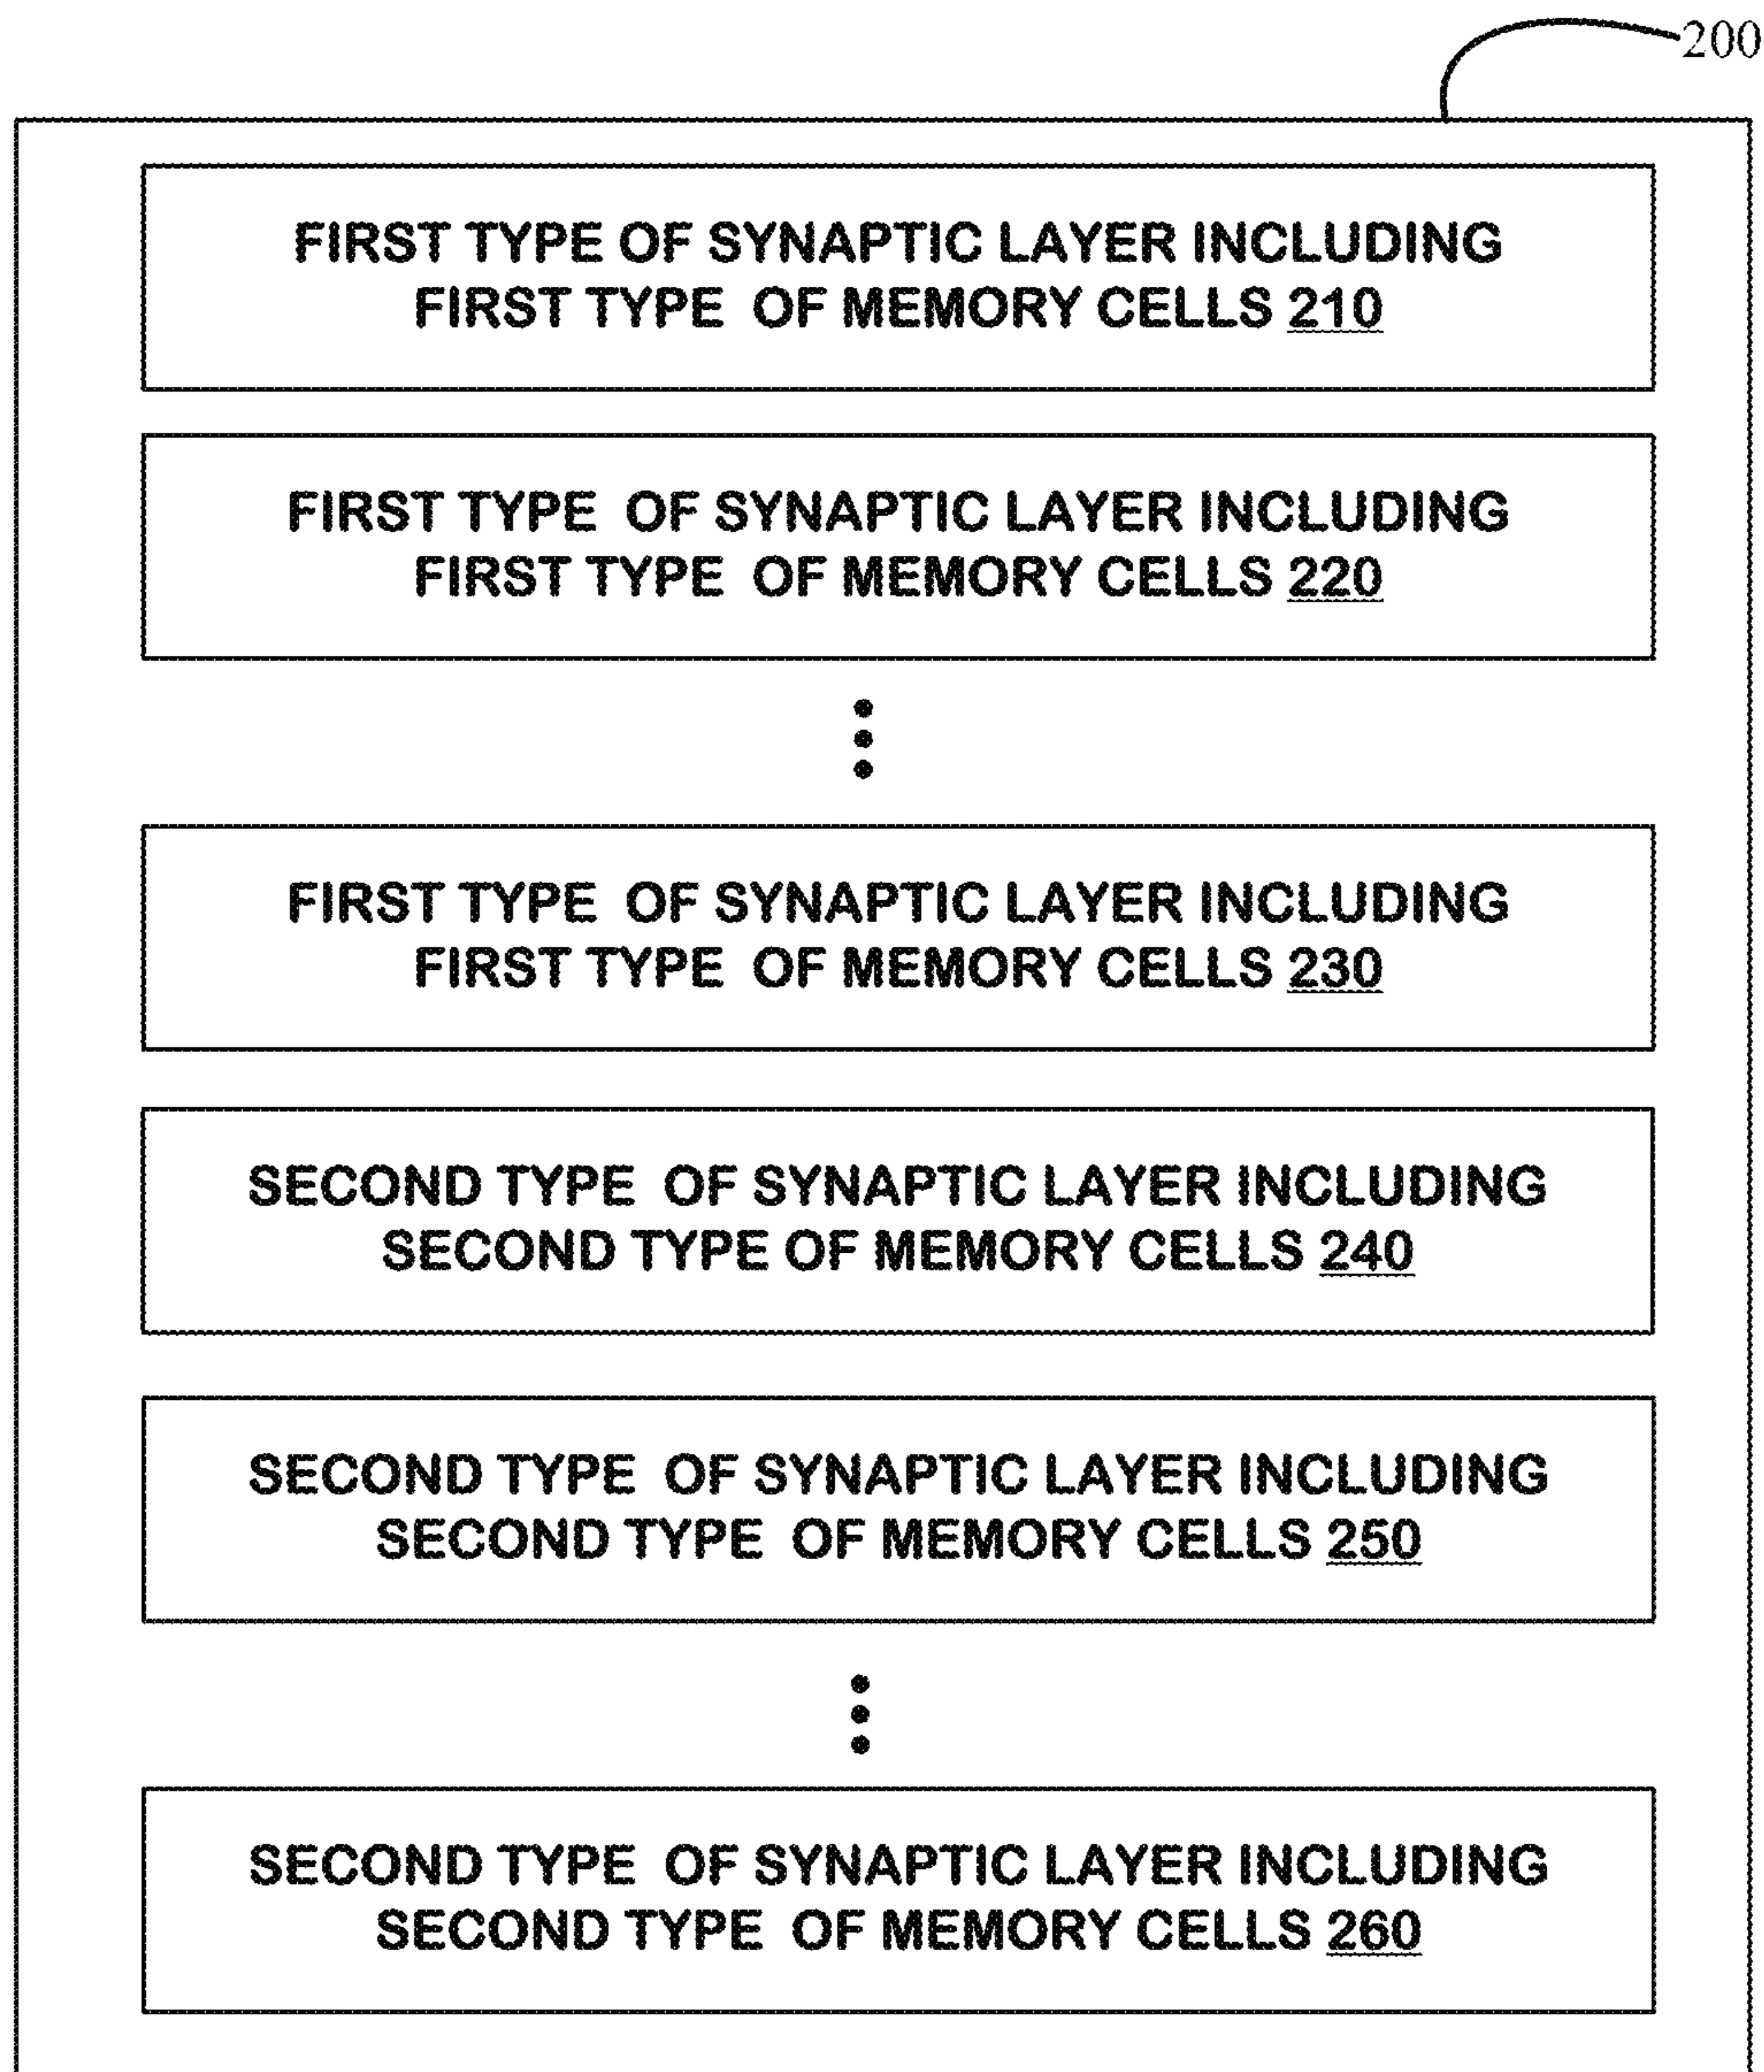 200
FIRST TYPE OF SYNAPTIC LAYER INCLUDING
FIRST TYPE OF MEMORY CELLS 210
FIRST TYPE OF SYNAPTIC LAYER INCLUDING
FIRST TYPE OF MEMORY CELLS 220
FIRST TYPE OF SYNAPTIC LAYER INCLUDING
FIRST TYPE OF MEMORY CELLS 230
SECOND TYPE OF SYNAPTIC LAYER INCLUDING
SECOND TYPE OF MEMORY CELLS 240
SECOND TYPE OF SYNAPTIC LAYER INCLUDING
SECOND TYPE OF MEMORY CELLS 250
SECOND TYPE OF SYNAPTIC LAYER INCLUDING
SECOND TYPE OF MEMORY CELLS 260